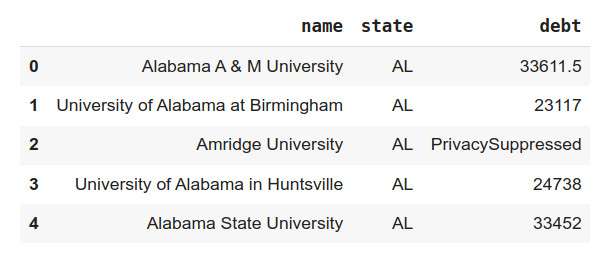 name state debt
0 Alabama A & M University AL 33611.5
1 University of Alabama at Birmingham AL 23117
2 Amridge University AL PrivacySuppressed
3 University of Alabama in Huntsville AL 24738
4 Alabama State University AL 33452